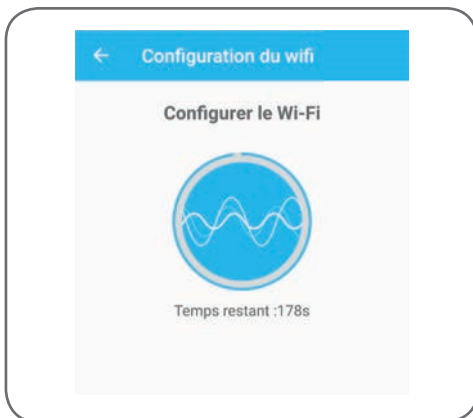 Configuration du wifi
Configurer le Wi-Fi
Temps restant :178s